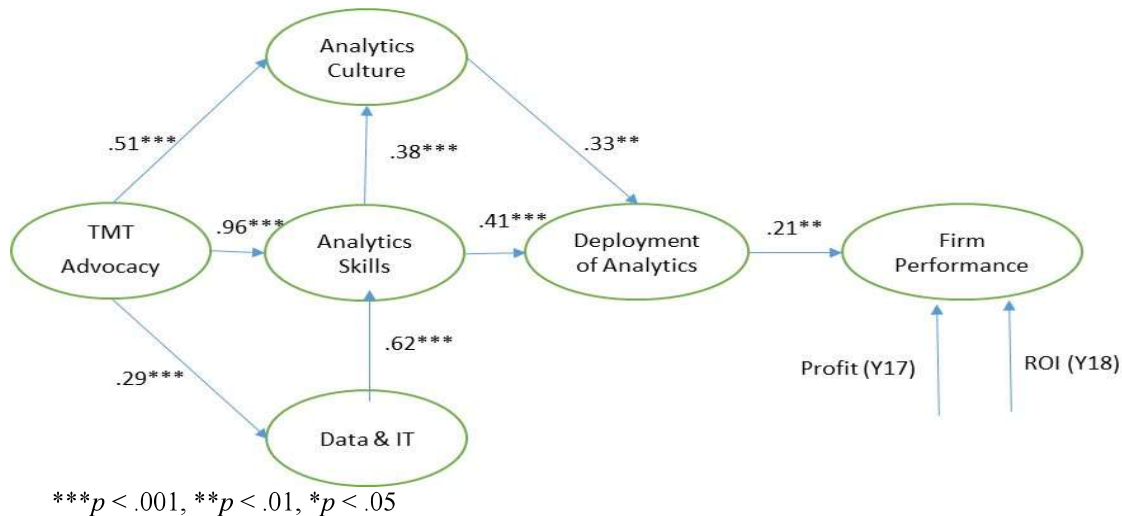 Analytics
Culture
.51***
.33**
.38***
TMT
Advocacy
.96***
Analytics
Skills
.41***
Deployment
of Analytics
.21**
Firm
Performance
.62***
.29***
Profit (Y17)
ROI (Y18)
Data & IT
***p < .001, **p < .01, *p < .05